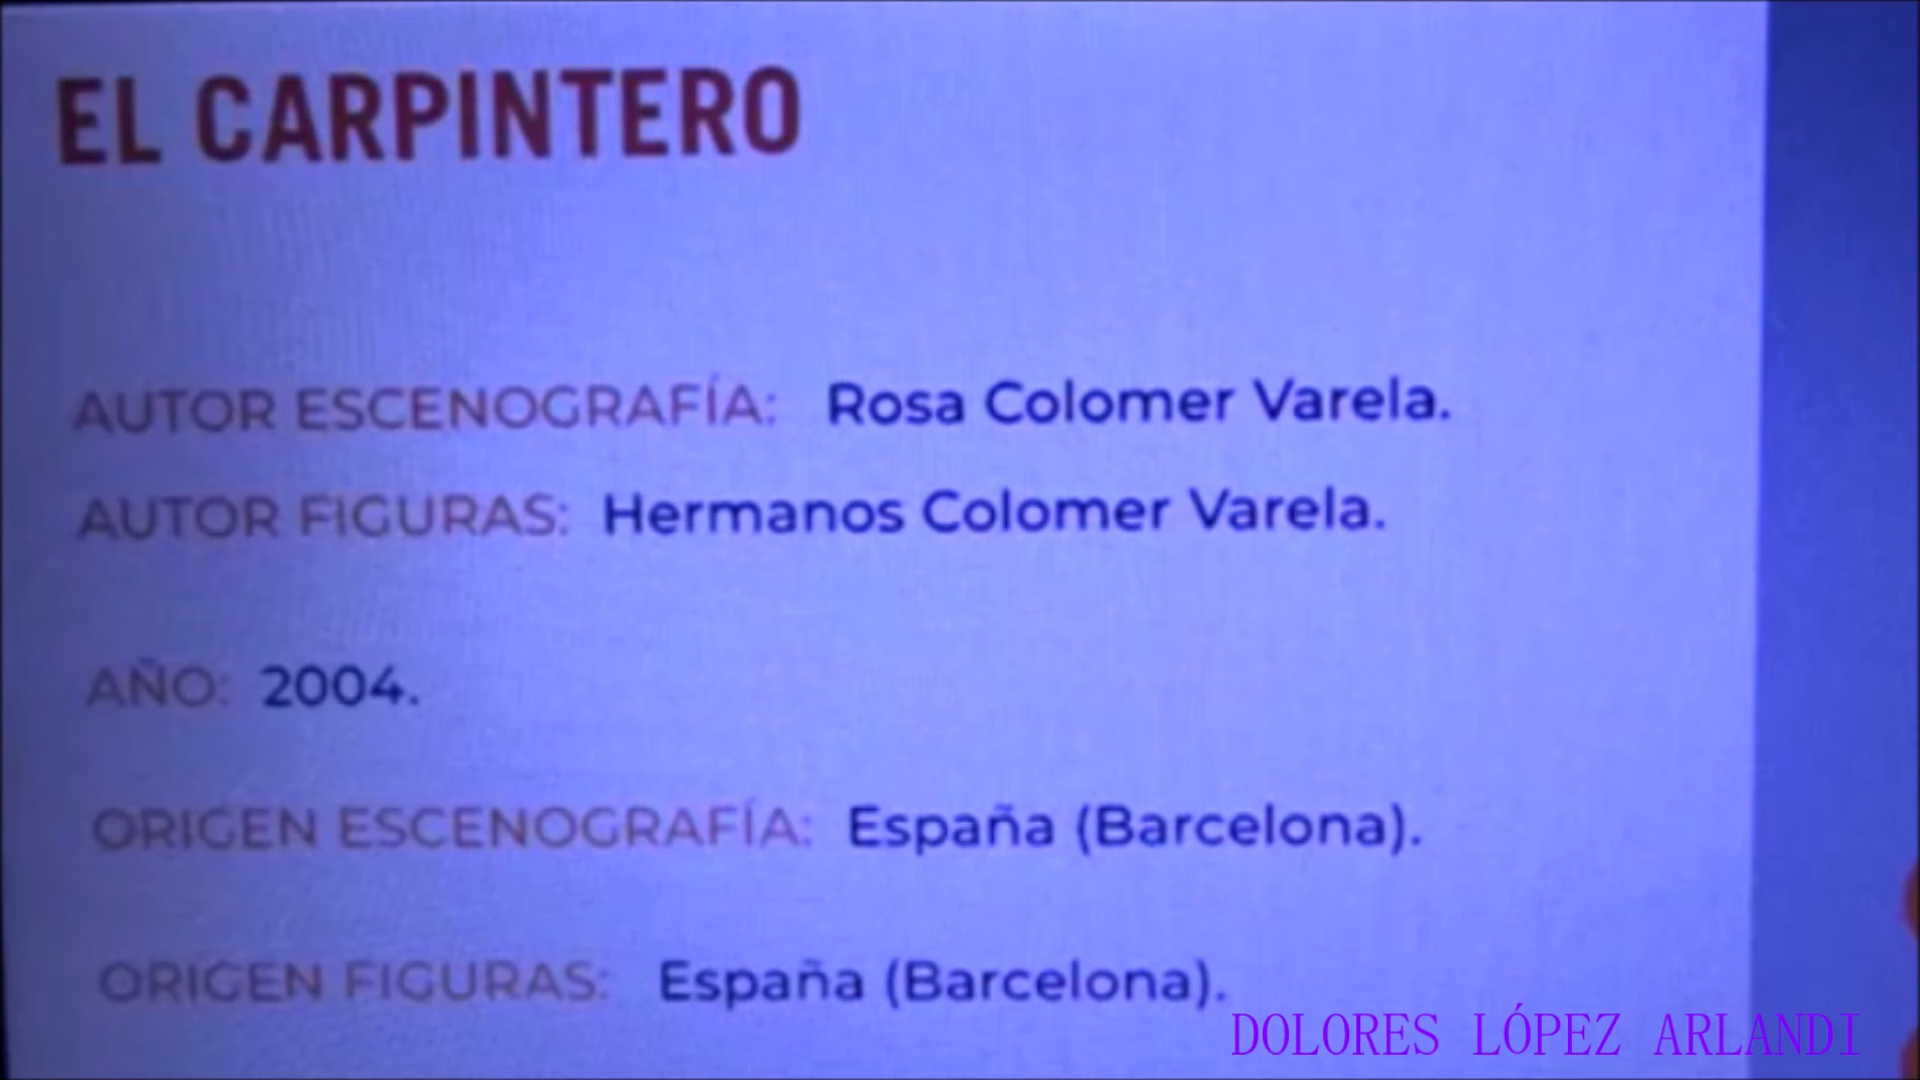 EL CARPINTERO
AUTOR ESCENOGRAFÍA: Rosa Colomer Varela.
AUTOR FIGURAS: Hermanos Colomer Varela.
AÑO: 2004.
ORIGEN ESCENOGRAFÍA: España (Barcelona).
ORIGEN FIGURAS: España (Barcelona).
DOLORES LÓPEZ ARLANDI